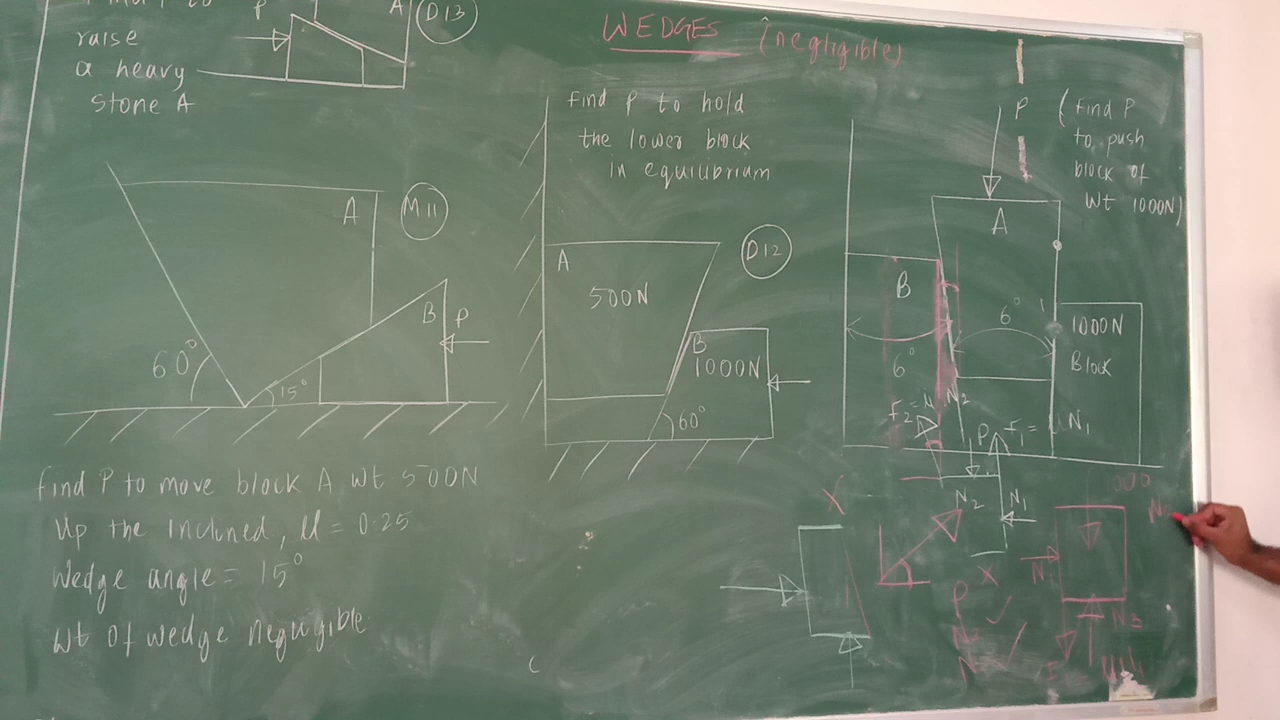 P
A
D13
raise
a heavy
stone A
WEDGES (negligible)
Find P to hold
the lower block
in equilibrium
P
(Find P
to push
block of
Wt 1000N)
A
M11
A
D12
A
500N
B
6°
1000N
Block
B
P
B
1000N
6°
60°
15°
60°
F2=μ N2
P
F1=
N1
Find P to move block A wt 500N
Up the Inclined, μ = 0.25
Wedge angle = 15°
Wt Of wedge negligible
X
N2
N1
X
P ✓
N3